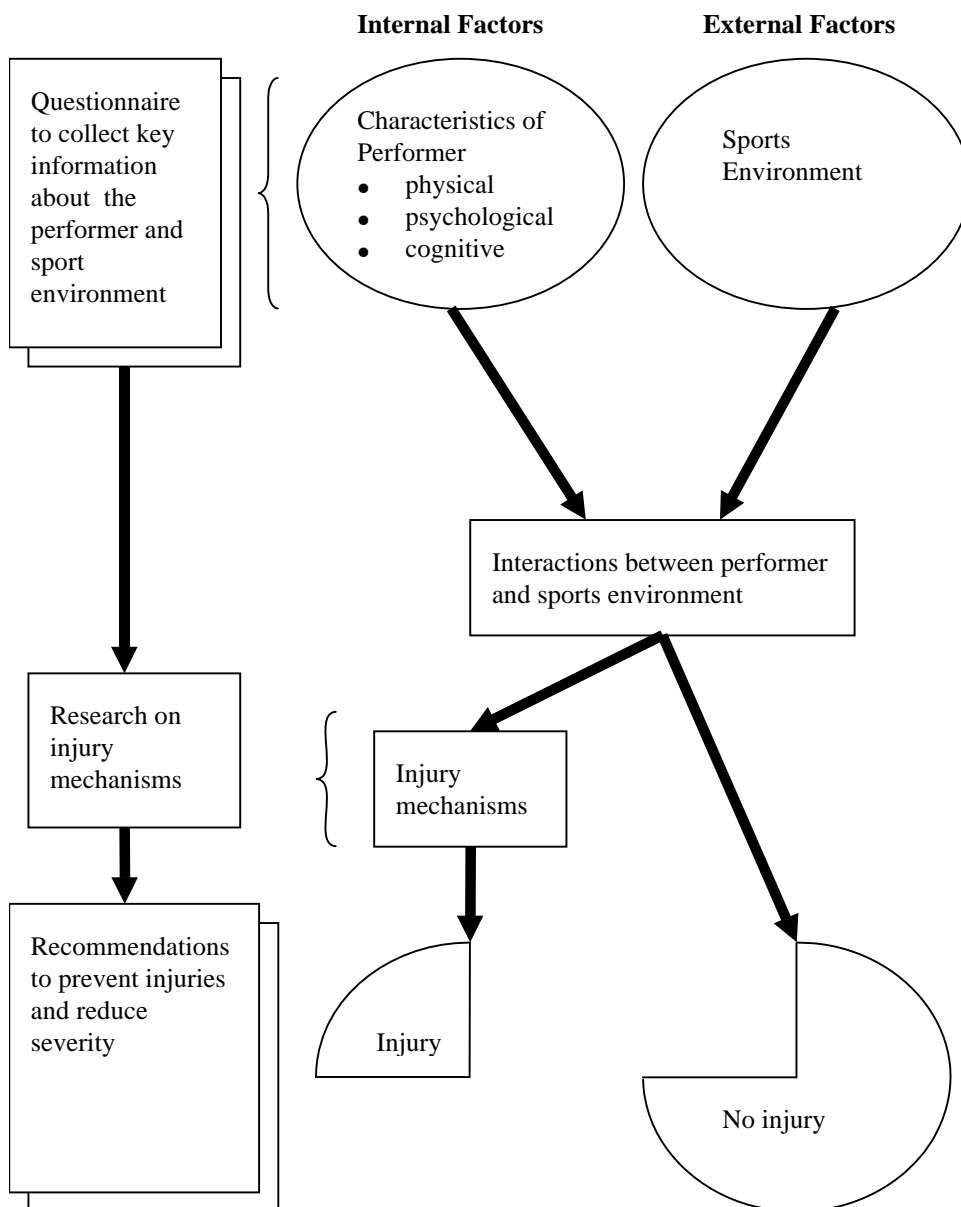 Internal Factors
External Factors
Questionnaire
to collect key
information
about  the
performer and
sport
environment
Characteristics of
Performer
● physical
● psychological
● cognitive
Sports
Environment
Interactions between performer
and sports environment
Research on
injury
mechanisms
Injury
mechanisms
Recommendations
to prevent injuries
and reduce
severity
Injury
No injury